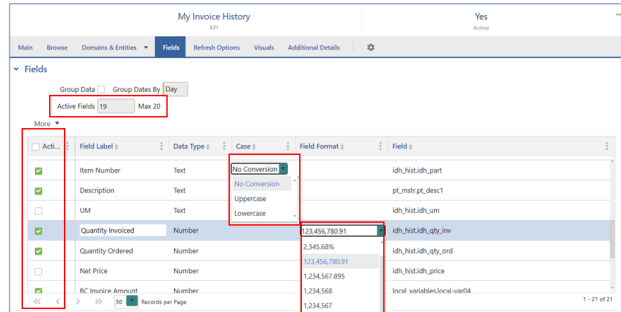 My Invoice History
KPI
Yes
Active
Main Browse Domains & Entities Fields Refresh Options Visuals Additional Details
Fields
Group Data Group Dates By Day
Active Fields 19 Max 20
More
Acti... Field Label Data Type Case Field Format Field
Item Number Text No Conversion idh_hist.idh_part
No Conversion
Description Text pt_mstr.pt_desc1
Uppercase
UM Text Lowercase idh_hist.idh_um
Quantity Invoiced Number 123,456,780.91 idh_hist.idh_qty_inv
Quantity Ordered Number 2,345.68% idh_hist.idh_qty_ord
123,456,780.91
Net Price Number 1,234,567.895 idh_hist.idh_price
BC Invoice Amount Number 1,234,568 local_variables.local-var04
50 Records per Page 1,234,567 1 - 21 of 21